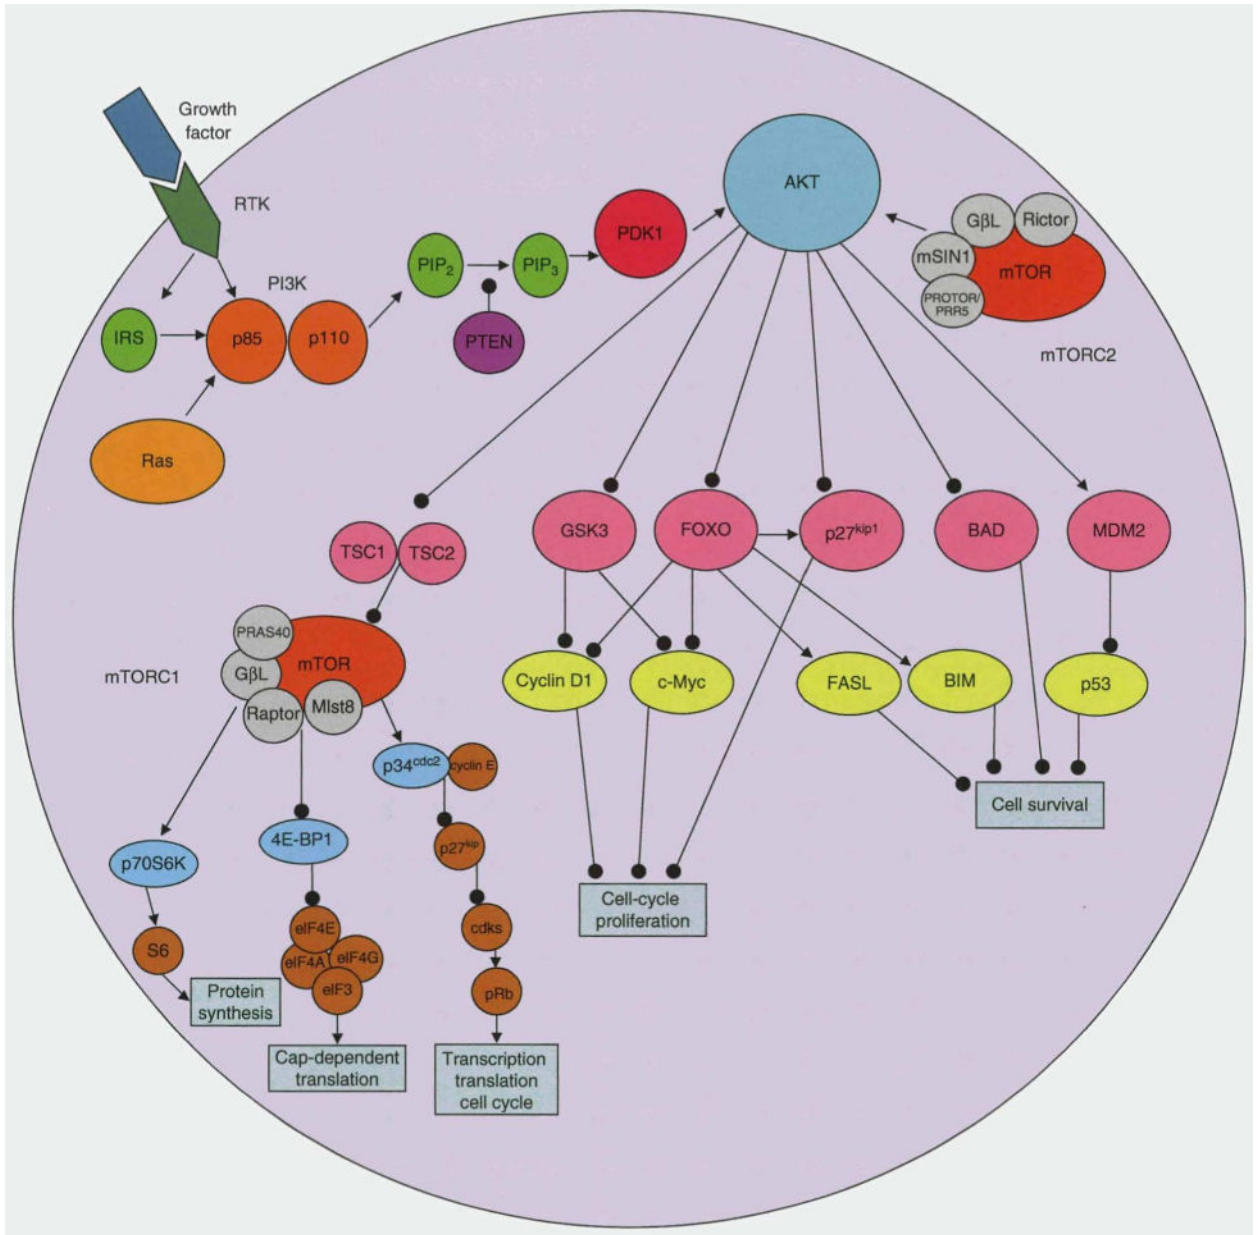 Growth
factor
RTK
AKT
GβL
Rictor
mSIN1
mTOR
PROTOR/
PRR5
mTORC2
PDK1
PIP2
PIP3
PI3K
IRS
p85
p110
PTEN
Ras
TSC1
TSC2
GSK3
FOXO
p27kip1
BAD
MDM2
PRAS40
mTORC1
GβL
mTOR
Raptor
Mlst8
Cyclin D1
c-Myc
FASL
BIM
p53
p34cdc2
cyclin E
Cell survival
p70S6K
4E-BP1
p27kip
Cell-cycle
proliferation
S6
eIF4E
eIF4A
eIF4G
eIF3
cdks
pRb
Protein
synthesis
Cap-dependent
translation
Transcription
translation
cell cycle